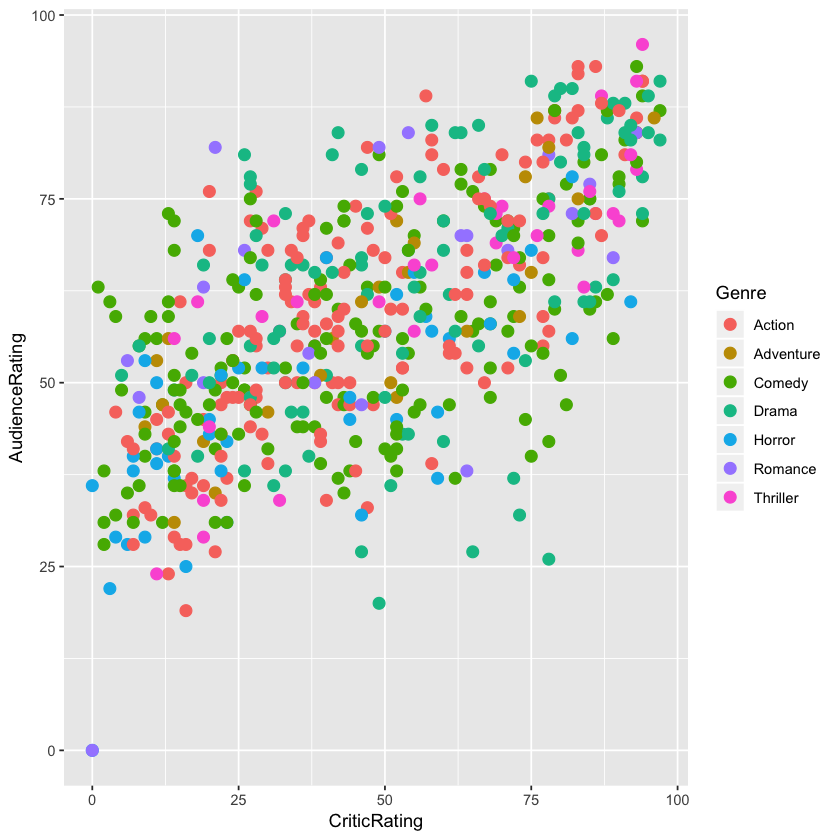 100
75
50
25
0
AudienceRating
0 25 50 75 100
CriticRating
Genre
Action
Adventure
Comedy
Drama
Horror
Romance
Thriller